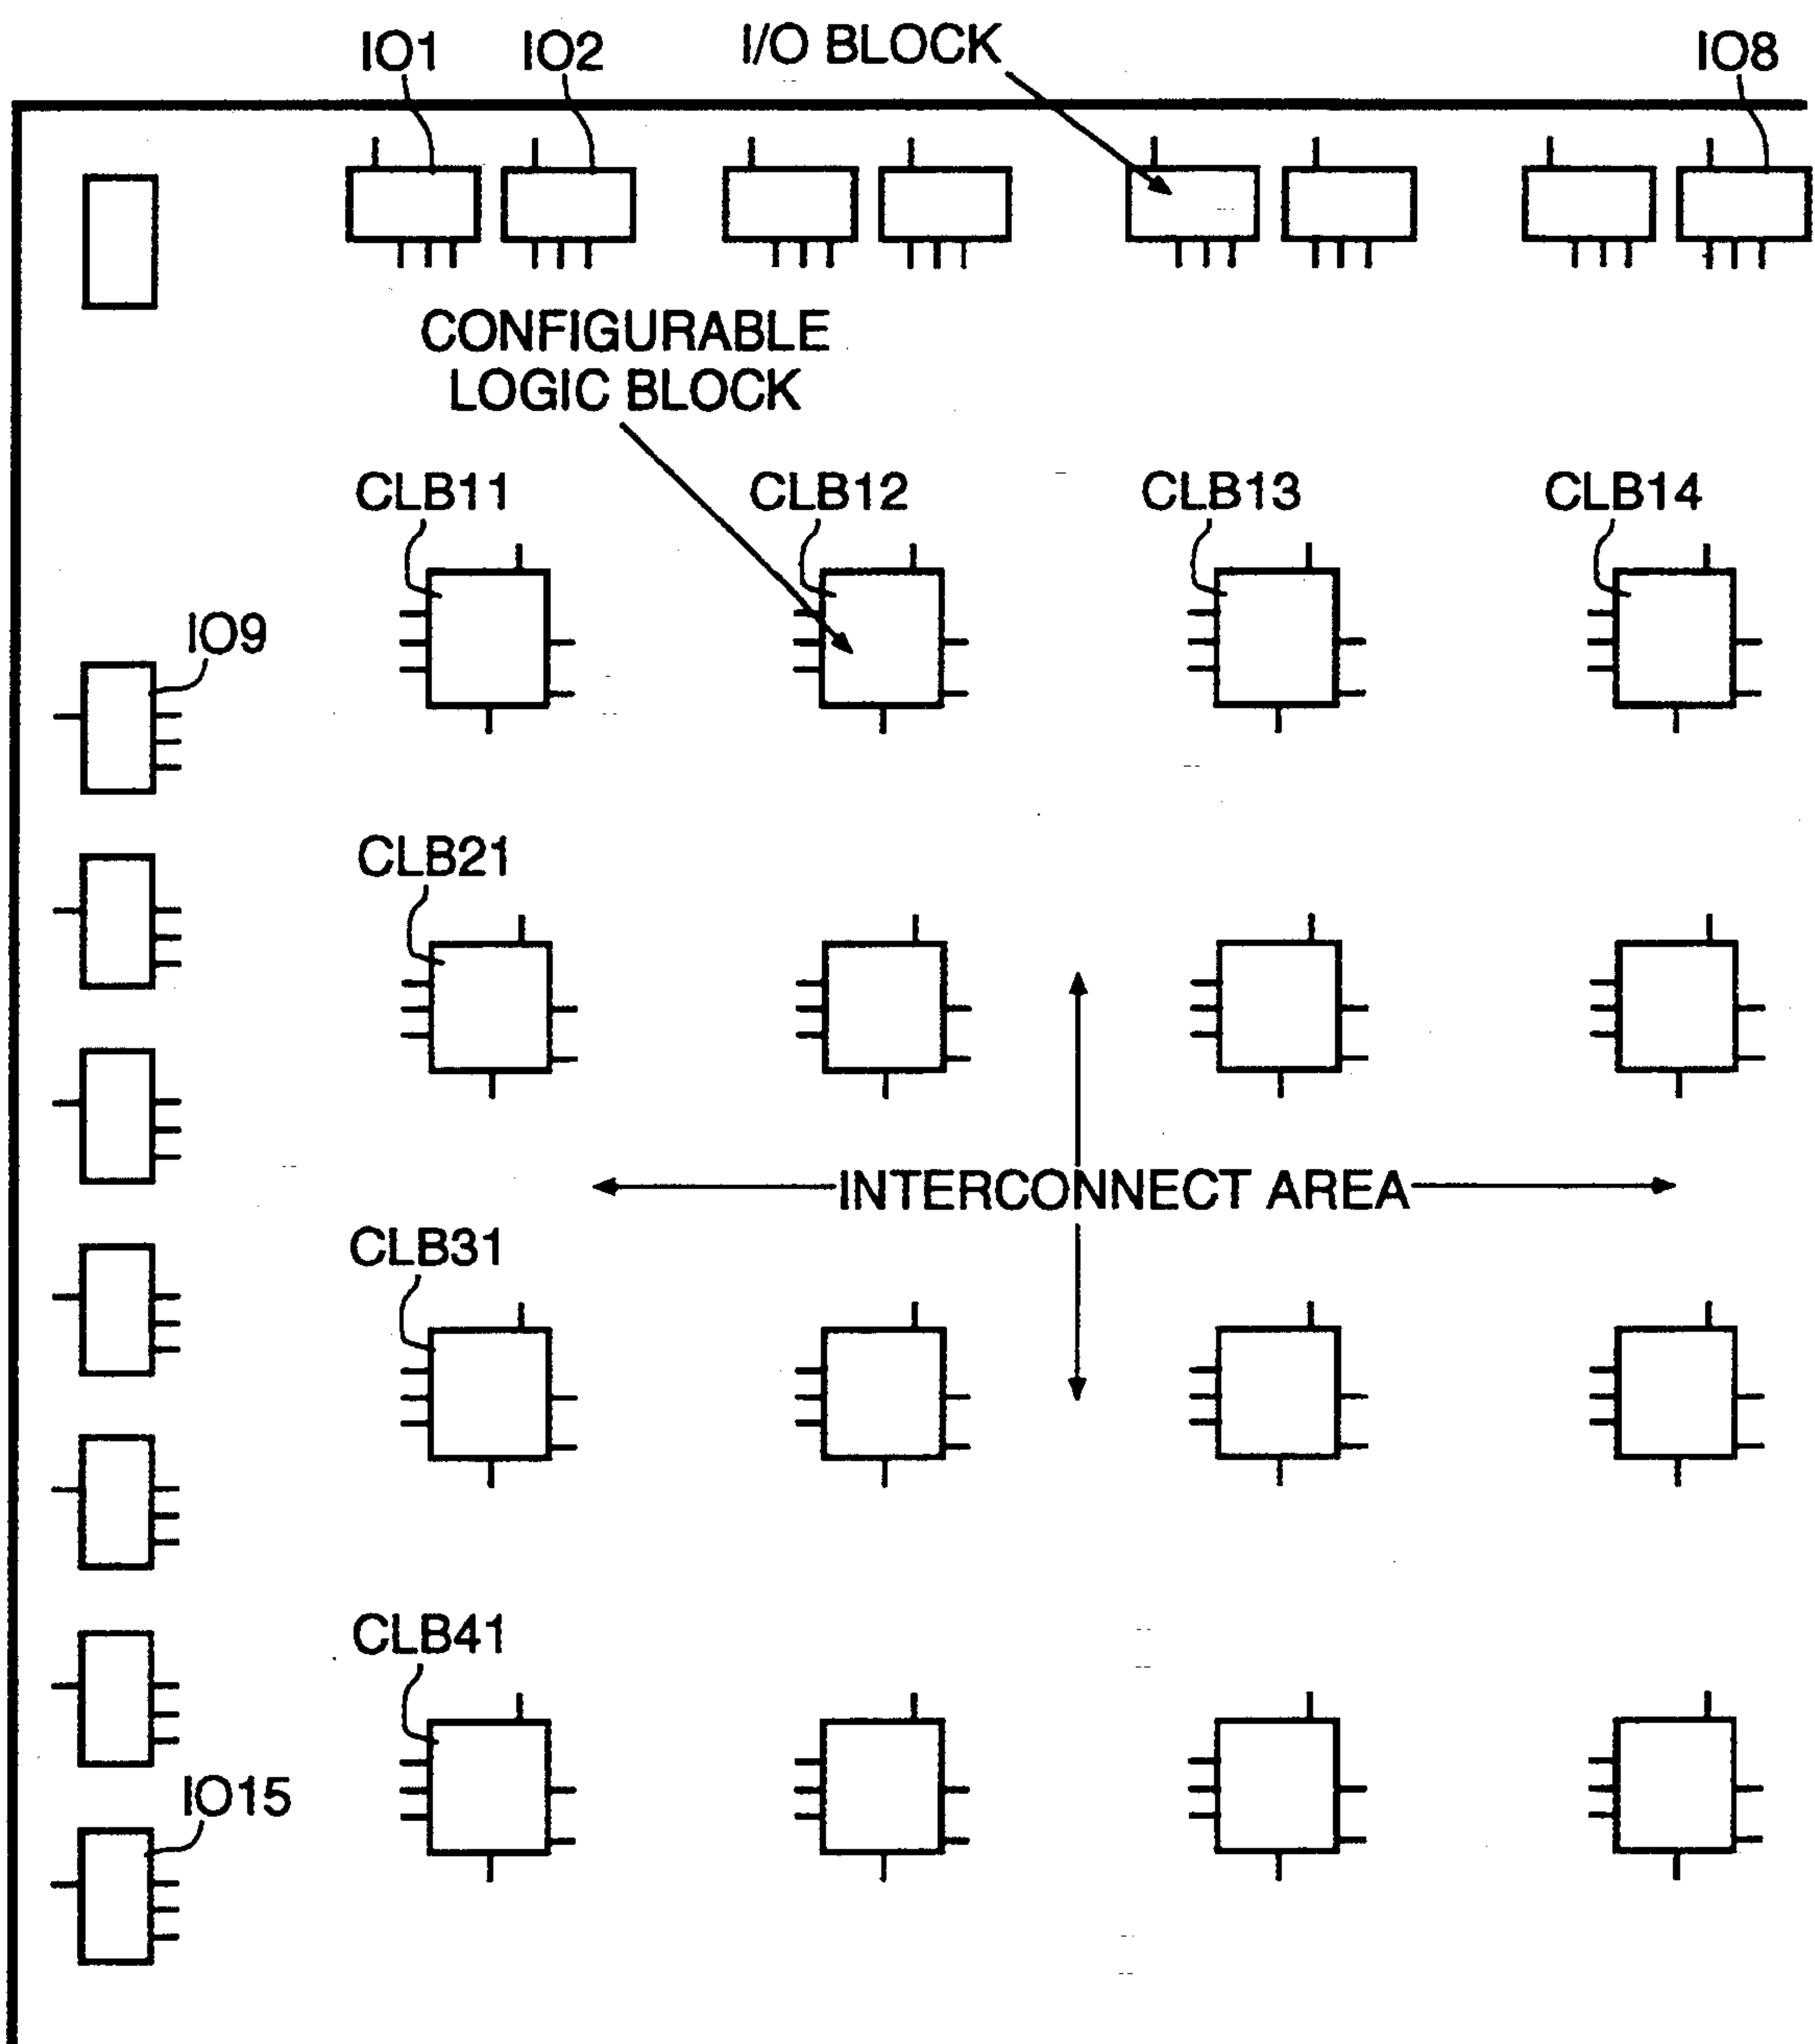 IO1
IO2
I/O BLOCK
IO8
CONFIGURABLE
LOGIC BLOCK
CLB11
CLB12
CLB13
CLB14
IO9
CLB21
INTERCONNECT AREA
CLB31
CLB41
IO15